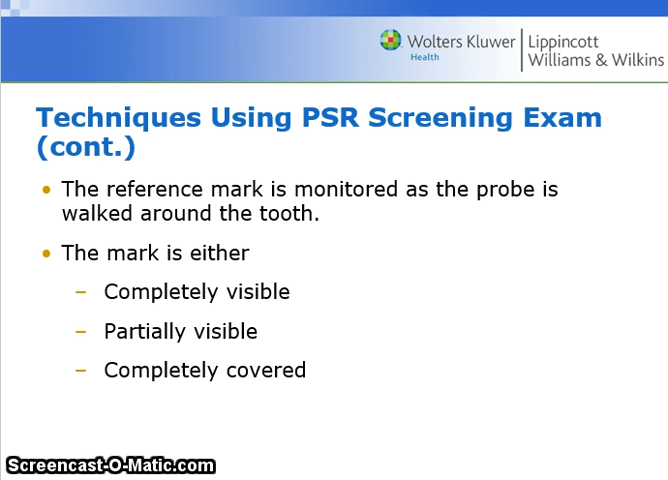 Wolters Kluwer
Health
Lippincott
Williams & Wilkins
Techniques Using PSR Screening Exam
(cont.)
• The reference mark is monitored as the probe is
walked around the tooth.
• The mark is either
– Completely visible
– Partially visible
– Completely covered
Screencast-O-Matic.com